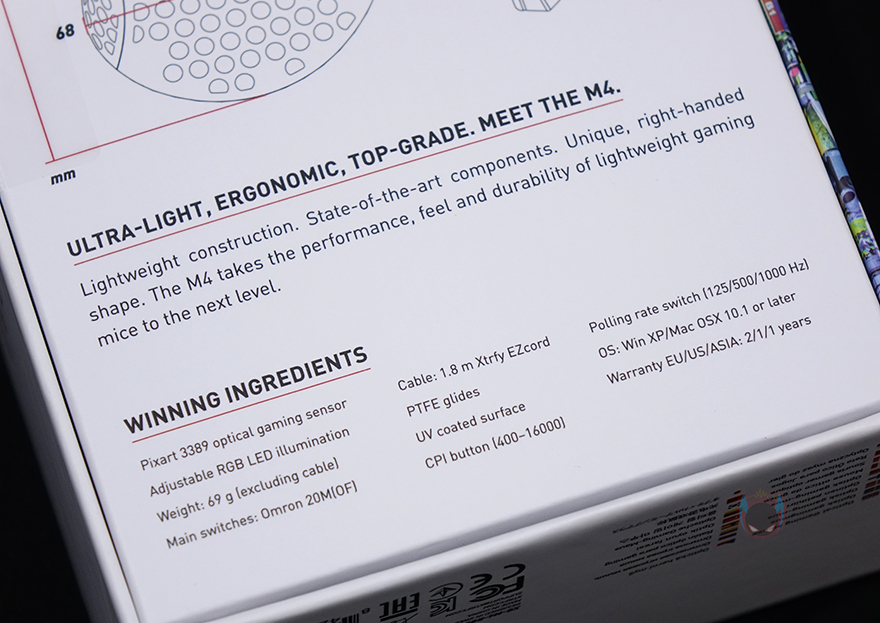 68
mm
ULTRA-LIGHT, ERGONOMIC, TOP-GRADE. MEET THE M4.
Lightweight construction. State-of-the-art components. Unique, right-handed
shape. The M4 takes the performance, feel and durability of lightweight gaming
mice to the next level.
WINNING INGREDIENTS
Pixart 3389 optical gaming sensor
Adjustable RGB LED illumination
Weight: 69 g (excluding cable)
Main switches: Omron 20M(OF)
Cable: 1.8 m Xtrfy EZcord
PTFE glides
UV coated surface
CPI button (400–16000)
Polling rate switch (125/500/1000 Hz)
OS: Win XP/Mac OSX 10.1 or later
Warranty EU/US/ASIA: 2/1/1 years
EAC
CE